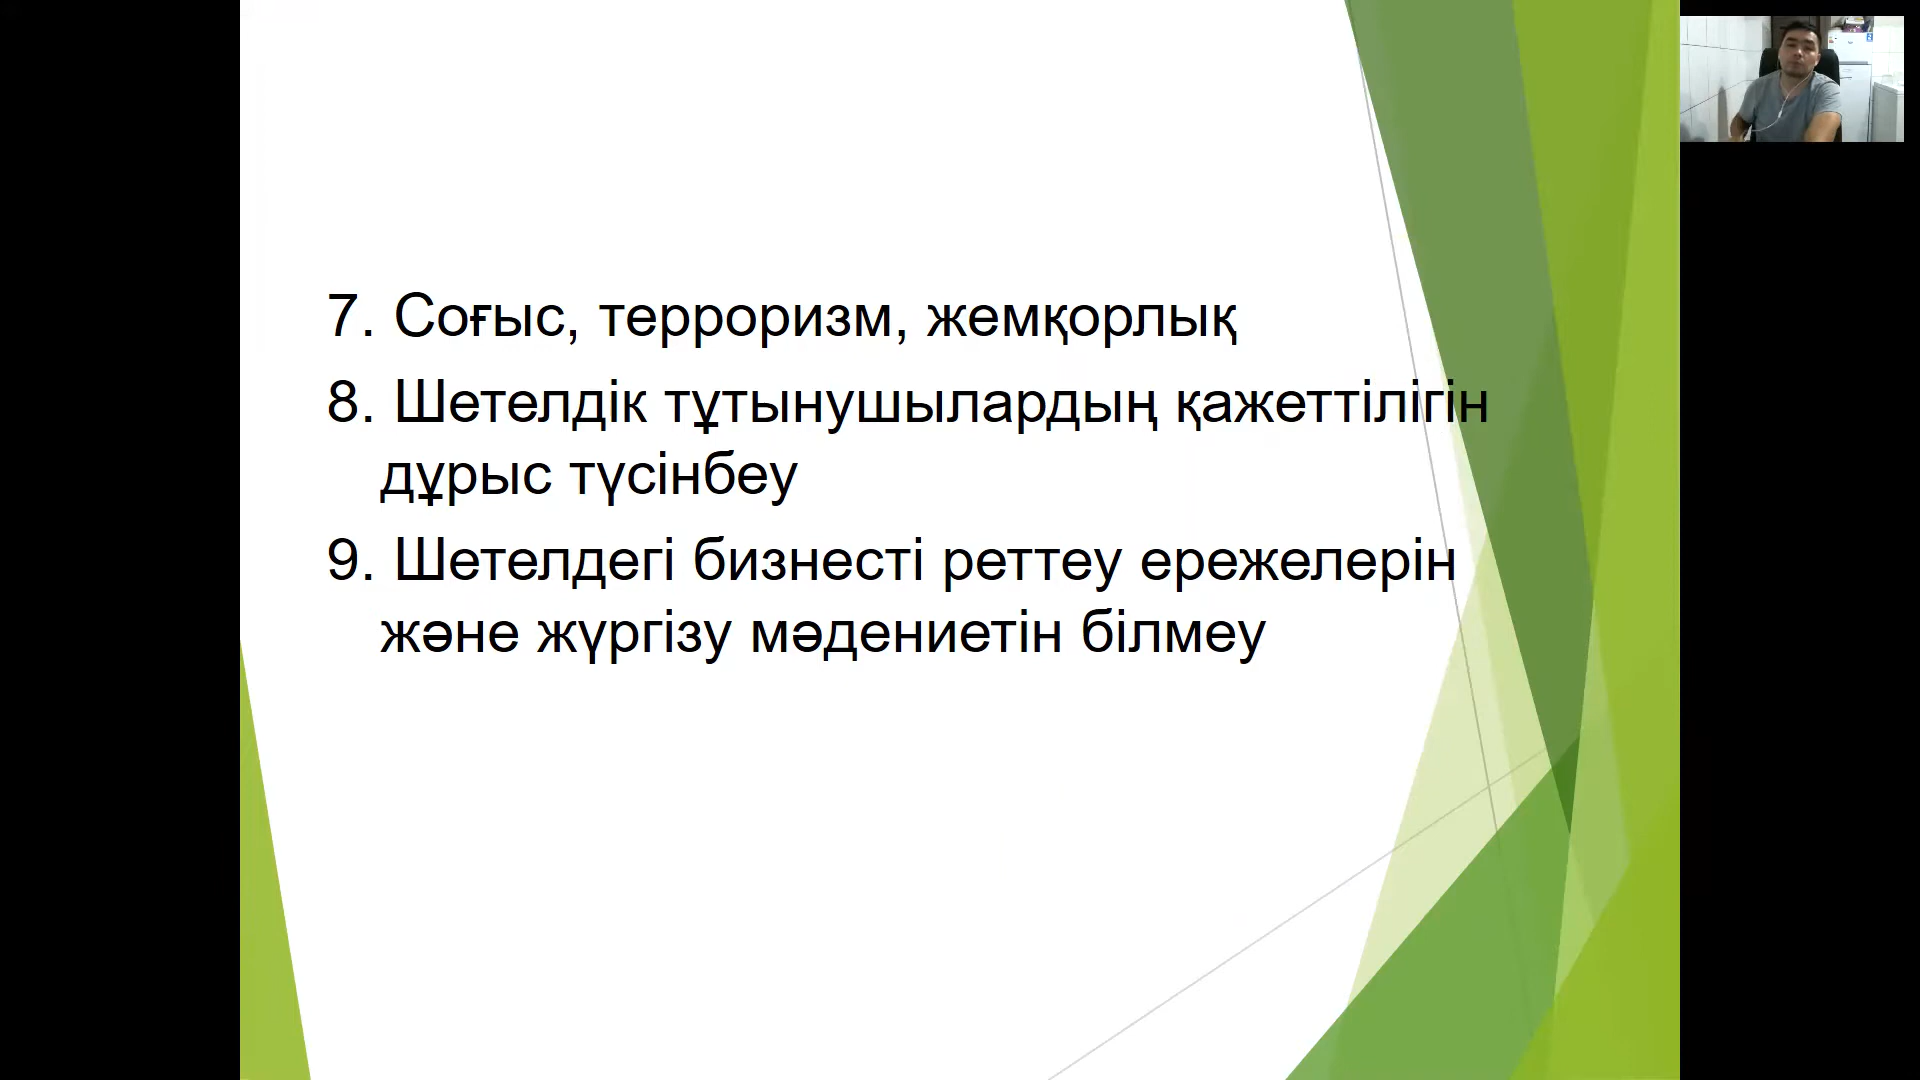 7. Соғыс, терроризм, жемқорлық
8. Шетелдік тұтынушылардың қажеттілігін
дұрыс түсінбеу
9. Шетелдегі бизнесті реттеу ережелерін
және жүргізу мәдениетін білмеу